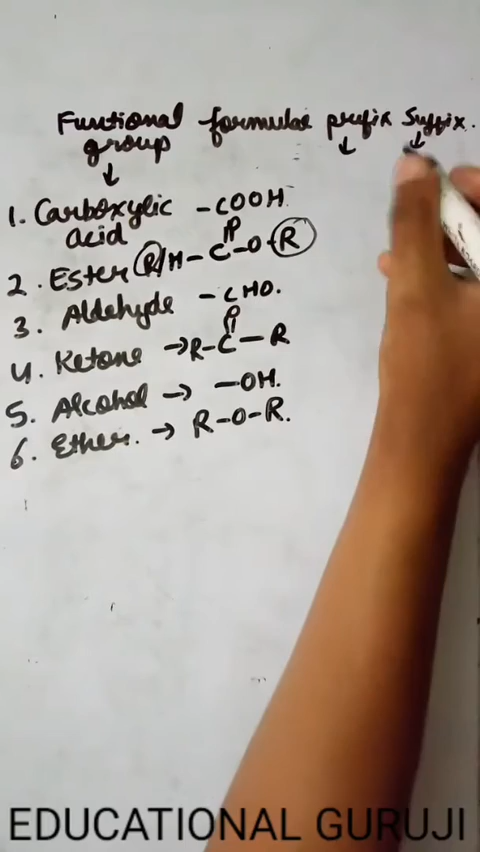 Functional formulae prefix Suffix.
group ↓ ↓
↓
1. Carboxylic -COOH
acid
O
||
2. Ester R/H-C-O-R
3. Aldehyde -CHO.
O
||
4. Ketone →R-C-R
5. Alcohol → -OH.
6. Ether. → R-O-R.
EDUCATIONAL GURUJI